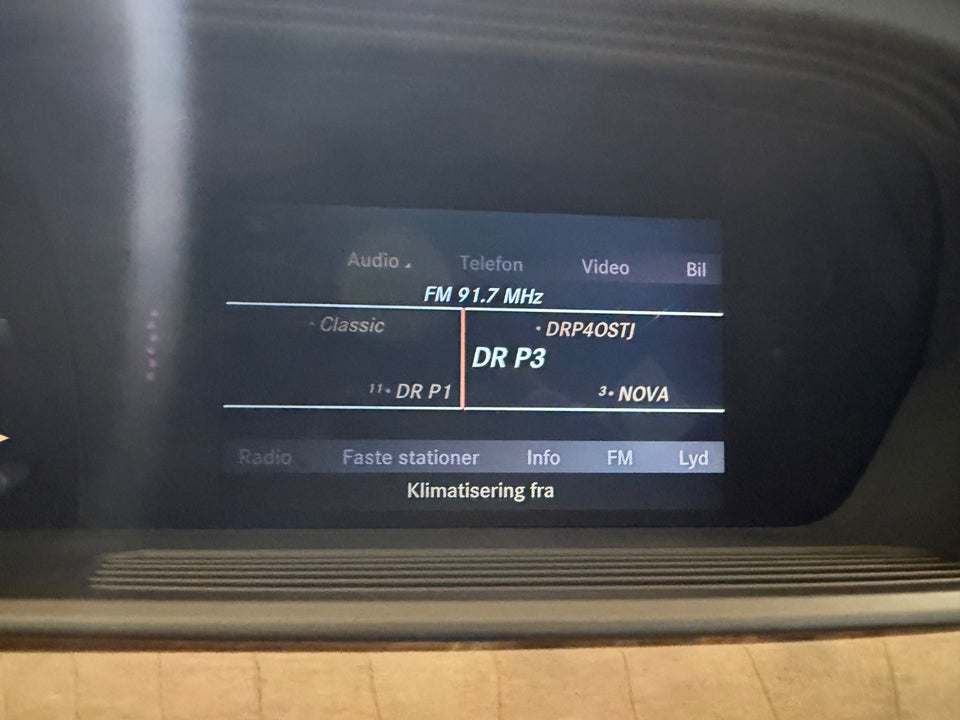 Audio Telefon Video Bil
FM 91.7 MHz
Classic • DRP4OSTJ
DR P3
11• DR P1 3• NOVA
Radio Faste stationer Info FM Lyd
Klimatisering fra